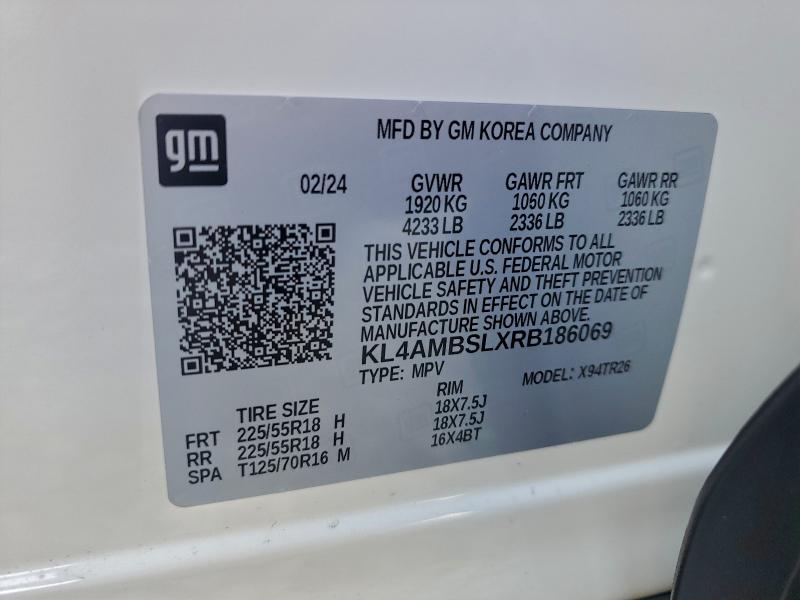 gm
MFD BY GM KOREA COMPANY
02/24 GVWR GAWR FRT GAWR RR
1920 KG 1060 KG 1060 KG
4233 LB 2336 LB 2336 LB
THIS VEHICLE CONFORMS TO ALL
APPLICABLE U.S. FEDERAL MOTOR
VEHICLE SAFETY AND THEFT PREVENTION
STANDARDS IN EFFECT ON THE DATE OF
MANUFACTURE SHOWN ABOVE.
KL4AMBSLXRB186069
TYPE: MPV MODEL: X94TR26
TIRE SIZE RIM
FRT 225/55R18 H 18X7.5J
RR 225/55R18 H 18X7.5J
SPA T125/70R16 M 16X4BT